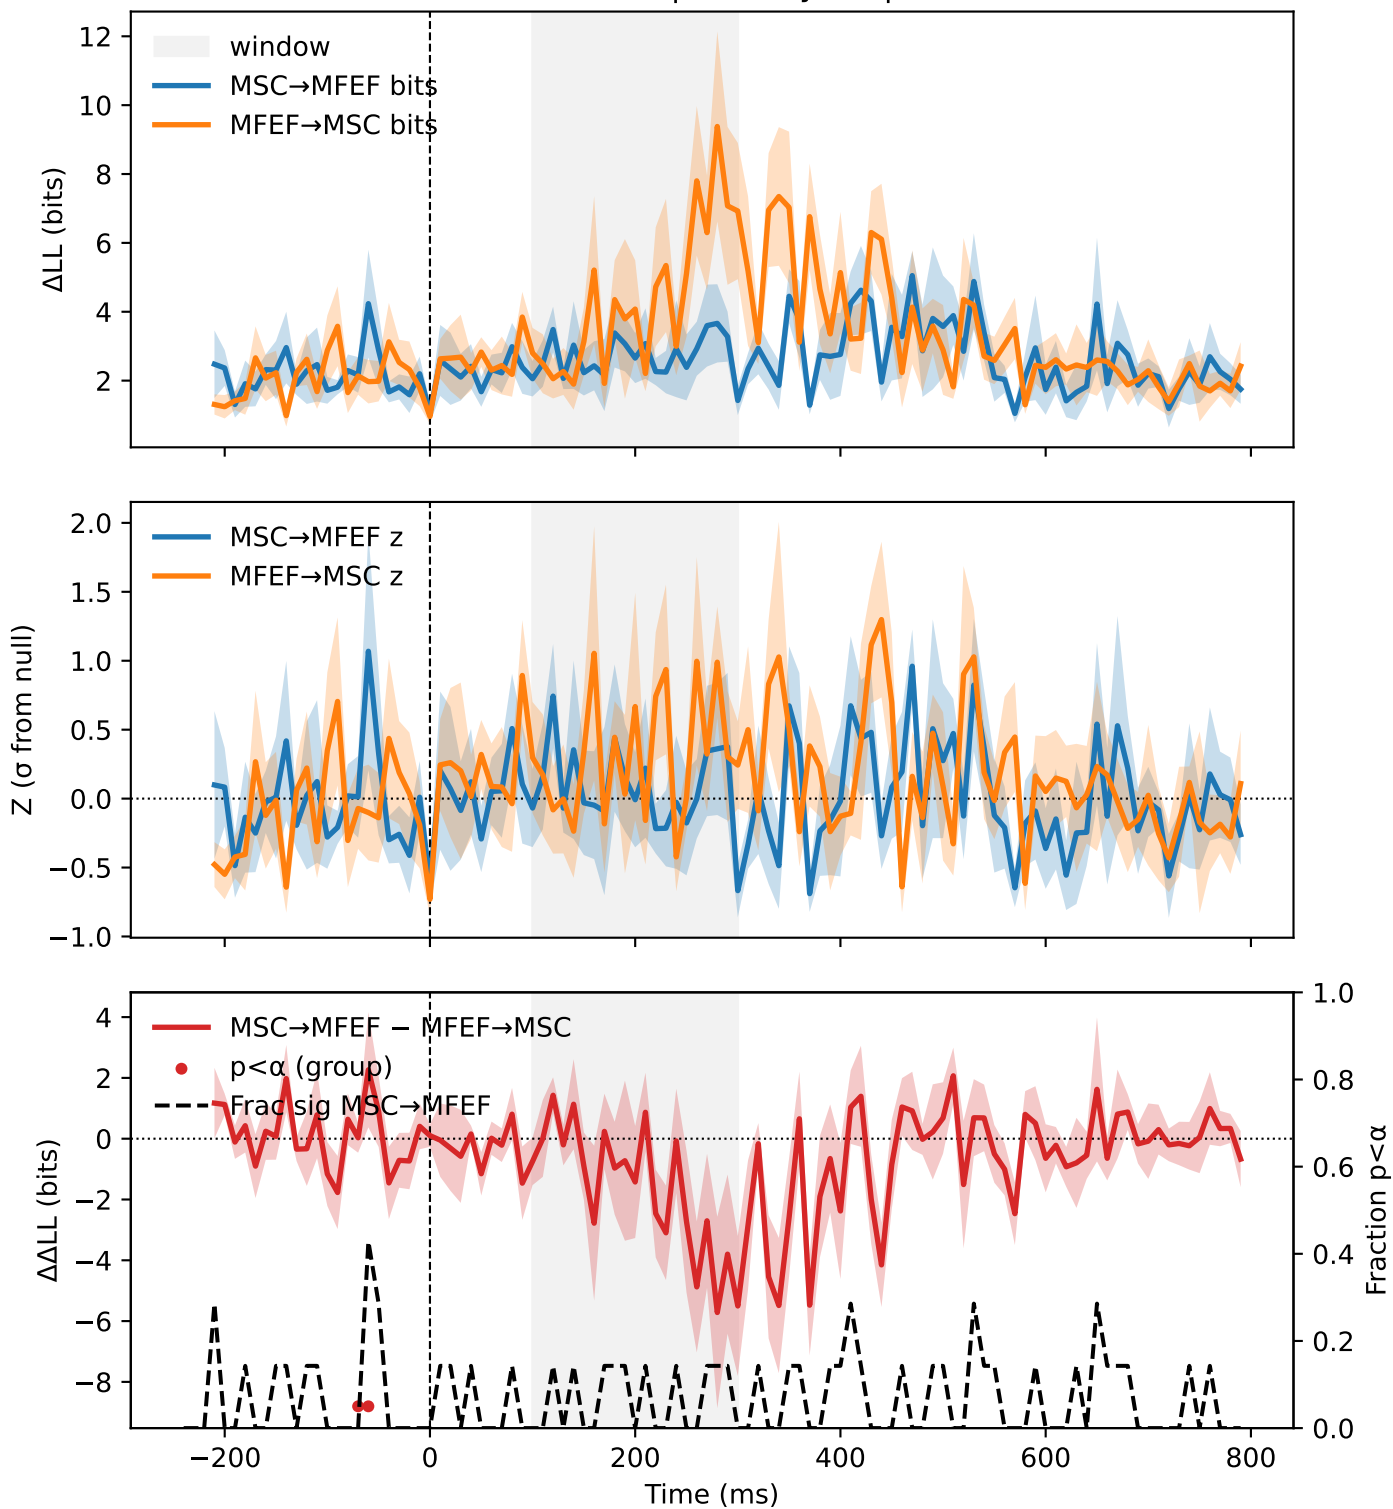 12
10
8
6
4
2
ΔLL (bits)
window
MSC→MFEF bits
MFEF→MSC bits
2.0
1.5
1.0
0.5
0.0
−0.5
−1.0
Z (σ from null)
MSC→MFEF z
MFEF→MSC z
4
2
0
−2
−4
−6
−8
ΔΔLL (bits)
MSC→MFEF − MFEF→MSC
p<α (group)
Frac sig MSC→MFEF
1.0
0.8
0.6
0.4
0.2
0.0
Fraction p<α
−200
0
200
400
600
800
Time (ms)